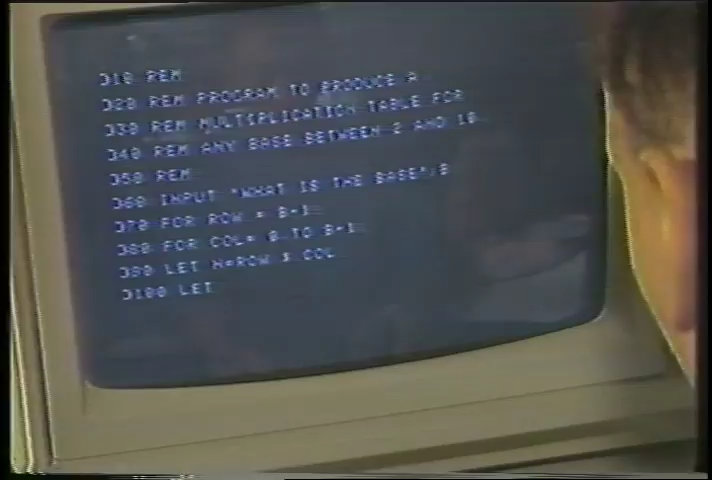 ]10 REM
]20 REM PROGRAM TO PRODUCE A
]30 REM MULTIPLICATION TABLE FOR
]40 REM ANY BASE BETWEEN 2 AND 10
]50 REM
]60 INPUT "WHAT IS THE BASE";B
]70 FOR ROW = B-1
]80 FOR COL= 0 TO B-1
]90 LET N=ROW * COL
]100 LET